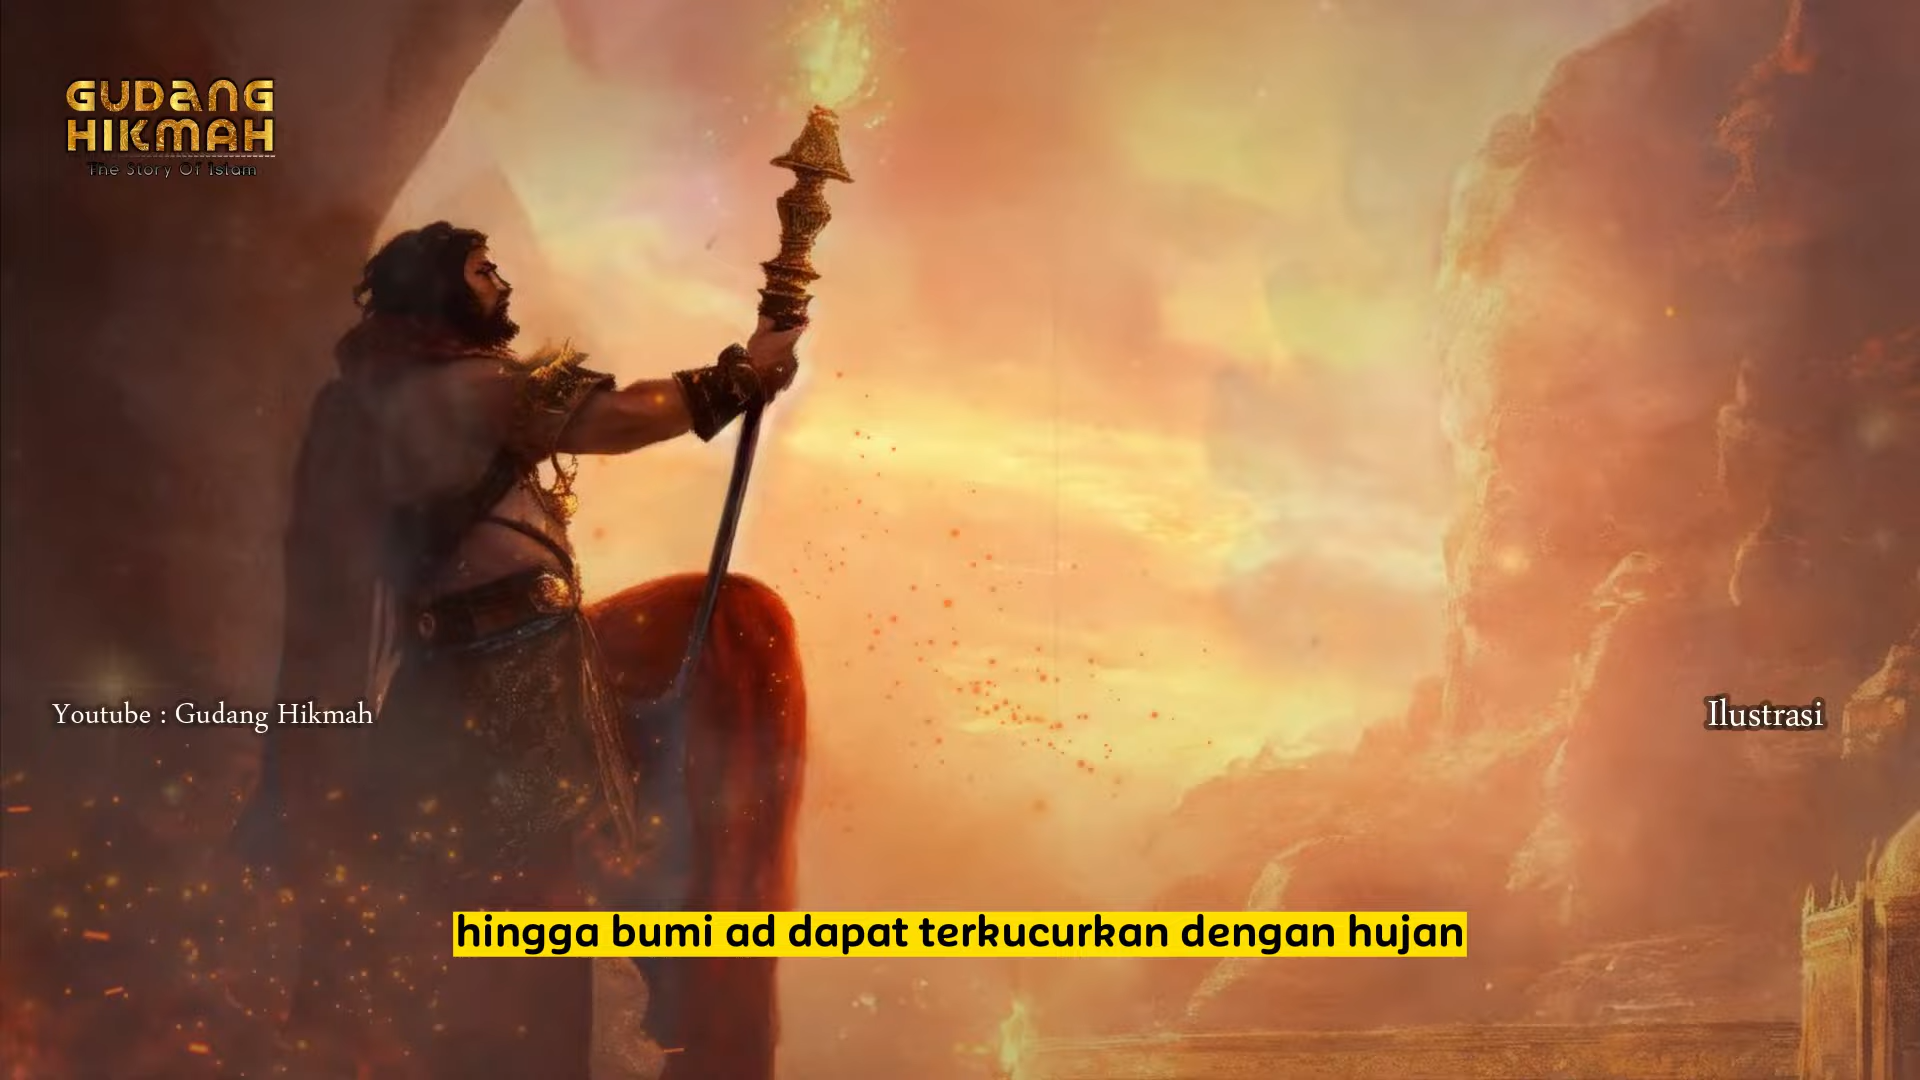 GUDANG
HIKMAH
The Story Of Islam
Youtube : Gudang Hikmah
Ilustrasi
hingga bumi ad dapat terkucurkan dengan hujan